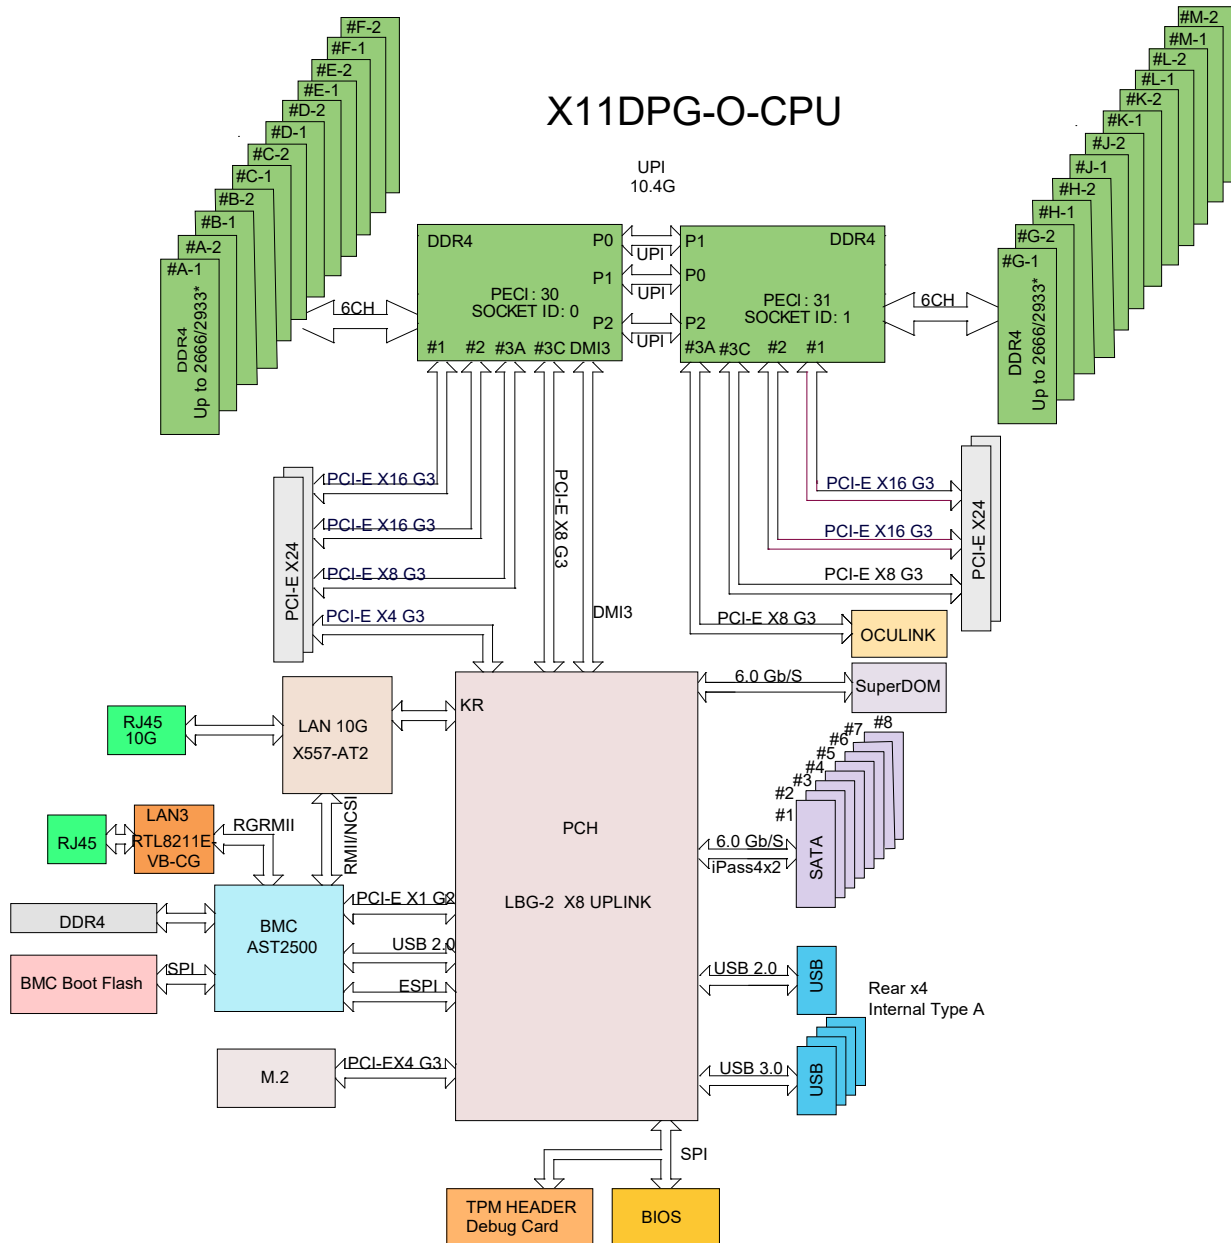 X11DPG-O-CPU
#F-2
#F-1
#E-2
#E-1
#D-2
#D-1
#C-2
#C-1
#B-2
#B-1
#A-2
#A-1
DDR4
Up to 2666/2933*
#M-2
#M-1
#L-2
#L-1
#K-2
#K-1
#J-2
#J-1
#H-2
#H-1
#G-2
#G-1
DDR4
Up to 2666/2933*
UPI
10.4G
6CH
DDR4
P0
P1
PECI: 30
SOCKET ID: 0
P2
#1 #2 #3A #3C DMI3
UPI
UPI
UPI
P1
DDR4
P0
PECI: 31
SOCKET ID: 1
P2
#3A #3C #2 #1
6CH
PCI-E X24
PCI-E X16 G3
PCI-E X16 G3
PCI-E X8 G3
PCI-E X4 G3
PCI-E X8 G3
DMI3
PCI-E X16 G3
PCI-E X16 G3
PCI-E X8 G3
PCI-E X8 G3
PCI-E X24
OCULINK
6.0 Gb/S
SuperDOM
RJ45
10G
LAN 10G
X557-AT2
KR
RJ45
LAN3
RTL8211E-
VB-CG
RGRMII
RMII/NCSI
PCH
LBG-2 X8 UPLINK
#8
#7
#6
#5
#4
#3
#2
#1
SATA
6.0 Gb/S
iPass4x2
DDR4
BMC
AST2500
PCI-E X1 G2
USB 2.0
ESPI
BMC Boot Flash
SPI
M.2
PCI-EX4 G3
USB 2.0
USB
Rear x4
Internal Type A
USB 3.0
USB
SPI
TPM HEADER
Debug Card
BIOS